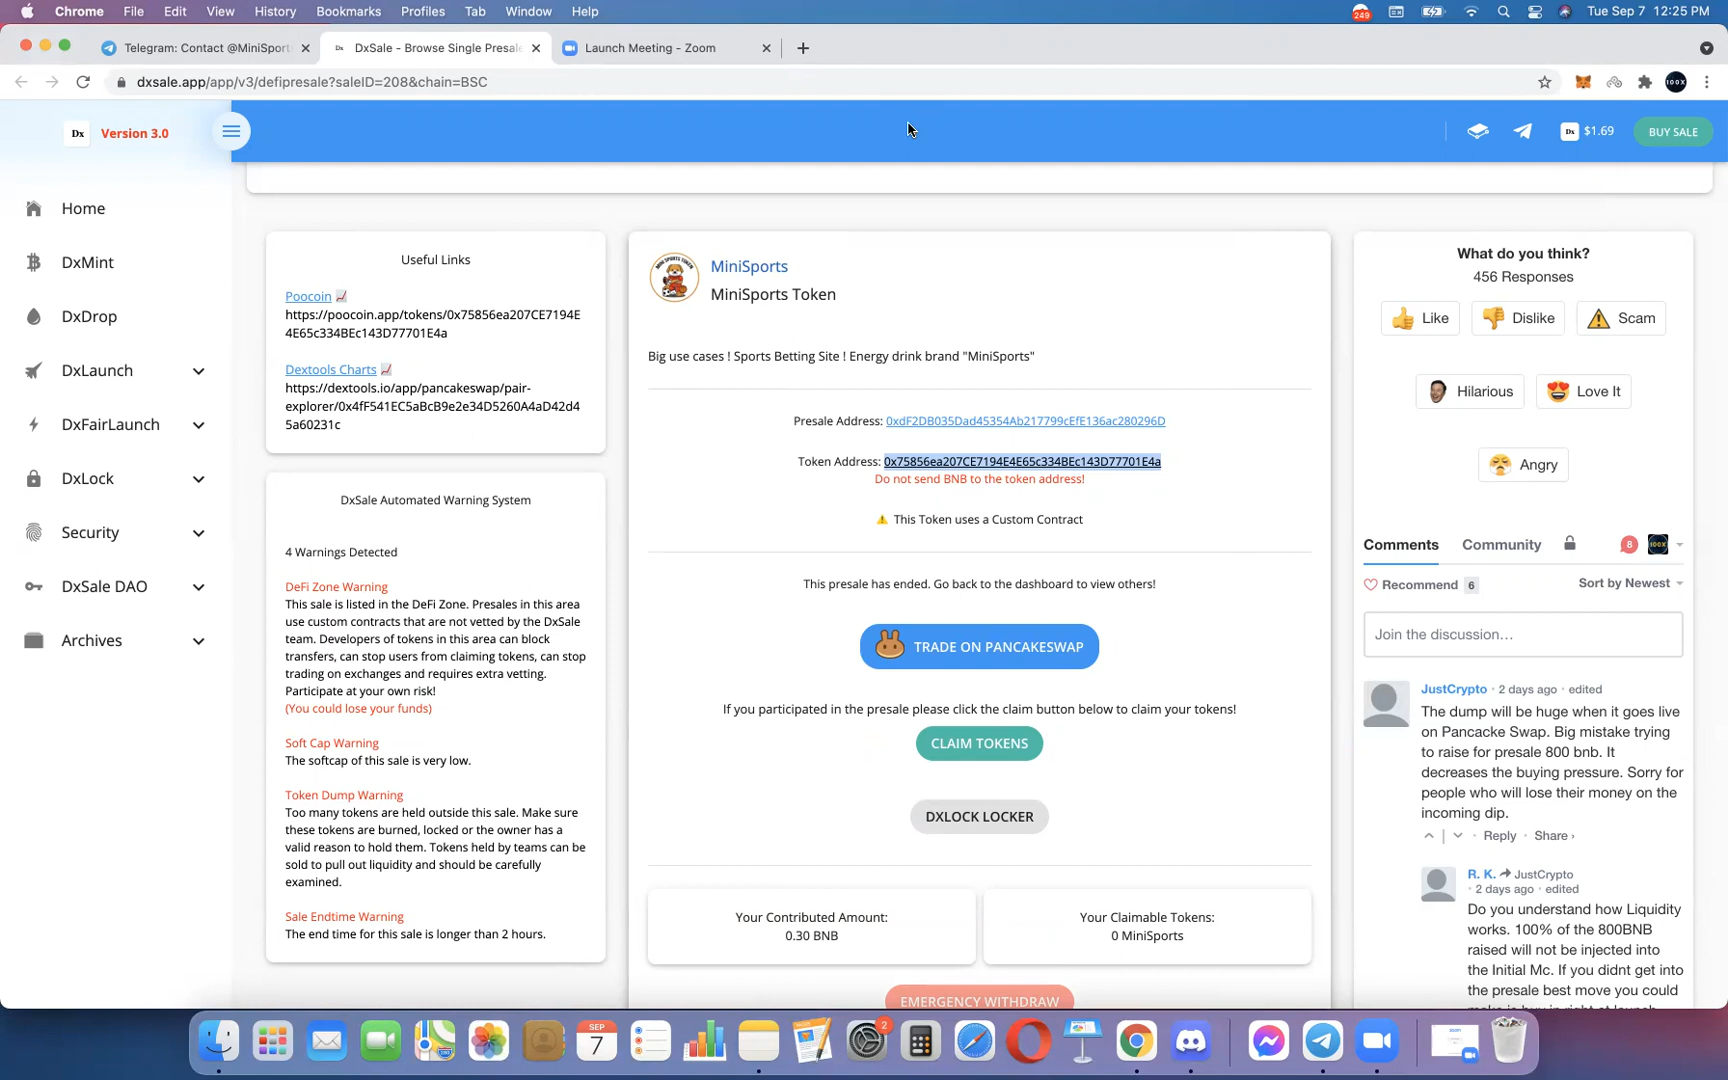 Chrome File Edit View History Bookmarks Profiles Tab Window Help
249
Tue Sep 7 12:25 PM
Telegram: Contact @MiniSport
DxSale - Browse Single Presale
Launch Meeting - Zoom
dxsale.app/app/v3/defipresale?saleID=208&chain=BSC
100X
Dx Version 3.0
Dx $1.69
BUY SALE
Home
DxMint
DxDrop
DxLaunch
DxFairLaunch
DxLock
Security
DxSale DAO
Archives
Useful Links
Poocoin
https://poocoin.app/tokens/0x75856ea207CE7194E
4E65c334BEc143D77701E4a
Dextools Charts
https://dextools.io/app/pancakeswap/pair-
explorer/0x4fF541EC5aBcB9e2e34D5260A4aD42d4
5a60231c
DxSale Automated Warning System
4 Warnings Detected
DeFi Zone Warning
This sale is listed in the DeFi Zone. Presales in this area
use custom contracts that are not vetted by the DxSale
team. Developers of tokens in this area can block
transfers, can stop users from claiming tokens, can stop
trading on exchanges and requires extra vetting.
Participate at your own risk!
(You could lose your funds)
Soft Cap Warning
The softcap of this sale is very low.
Token Dump Warning
Too many tokens are held outside this sale. Make sure
these tokens are burned, locked or the owner has a
valid reason to hold them. Tokens held by teams can be
sold to pull out liquidity and should be carefully
examined.
Sale Endtime Warning
The end time for this sale is longer than 2 hours.
MINI SPORTS TOKEN
MiniSports
MiniSports Token
Big use cases ! Sports Betting Site ! Energy drink brand "MiniSports"
Presale Address: 0xdF2DB035Dad45354Ab217799cEfE136ac280296D
Token Address: 0x75856ea207CE7194E4E65c334BEc143D77701E4a
Do not send BNB to the token address!
This Token uses a Custom Contract
This presale has ended. Go back to the dashboard to view others!
TRADE ON PANCAKESWAP
If you participated in the presale please click the claim button below to claim your tokens!
CLAIM TOKENS
DXLOCK LOCKER
Your Contributed Amount:
0.30 BNB
Your Claimable Tokens:
0 MiniSports
EMERGENCY WITHDRAW
What do you think?
456 Responses
Like
Dislike
Scam
Hilarious
Love It
Angry
Comments Community 8 100X
Recommend 6 Sort by Newest
Join the discussion…
JustCrypto · 2 days ago · edited
The dump will be huge when it goes live
on Pancacke Swap. Big mistake trying
to raise for presale 800 bnb. It
decreases the buying pressure. Sorry for
people who will lose their money on the
incoming dip.
Reply · Share ›
R. K. JustCrypto
· 2 days ago · edited
Do you understand how Liquidity
works. 100% of the 800BNB
raised will not be injected into
the Initial Mc. If you didnt get into
the presale best move you could
SEP
7
2